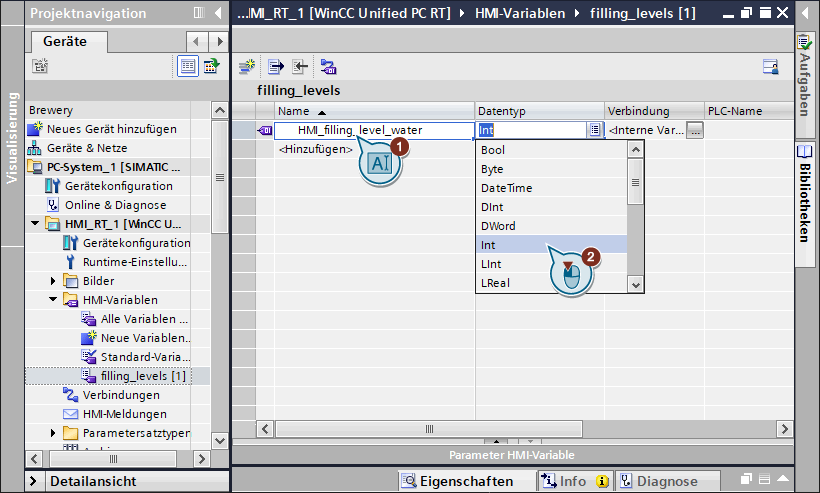 Projektnavigation
...HMI_RT_1 [WinCC Unified PC RT] ▸ HMI-Variablen ▸ filling_levels [1]
Geräte
Visualisierung
Aufgaben
Bibliotheken
filling_levels
Brewery
Name
Datentyp
Verbindung
PLC-Name
Neues Gerät hinzufügen
HMI_filling_level_water
Int
<Interne Var...
...
Geräte & Netze
<Hinzufügen>
1
AI
Bool
Byte
DateTime
DInt
DWord
Int
LInt
LReal
2
PC-System_1 [SIMATIC ...
Gerätekonfiguration
Online & Diagnose
HMI_RT_1 [WinCC U...
Gerätekonfiguration
Runtime-Einstellu...
Bilder
HMI-Variablen
Alle Variablen ...
Neue Variablen...
Standard-Varia...
filling_levels [1]
Verbindungen
HMI-Meldungen
Parametersatztypen
Parameter HMI-Variable
Detailansicht
Eigenschaften
Info
Diagnose